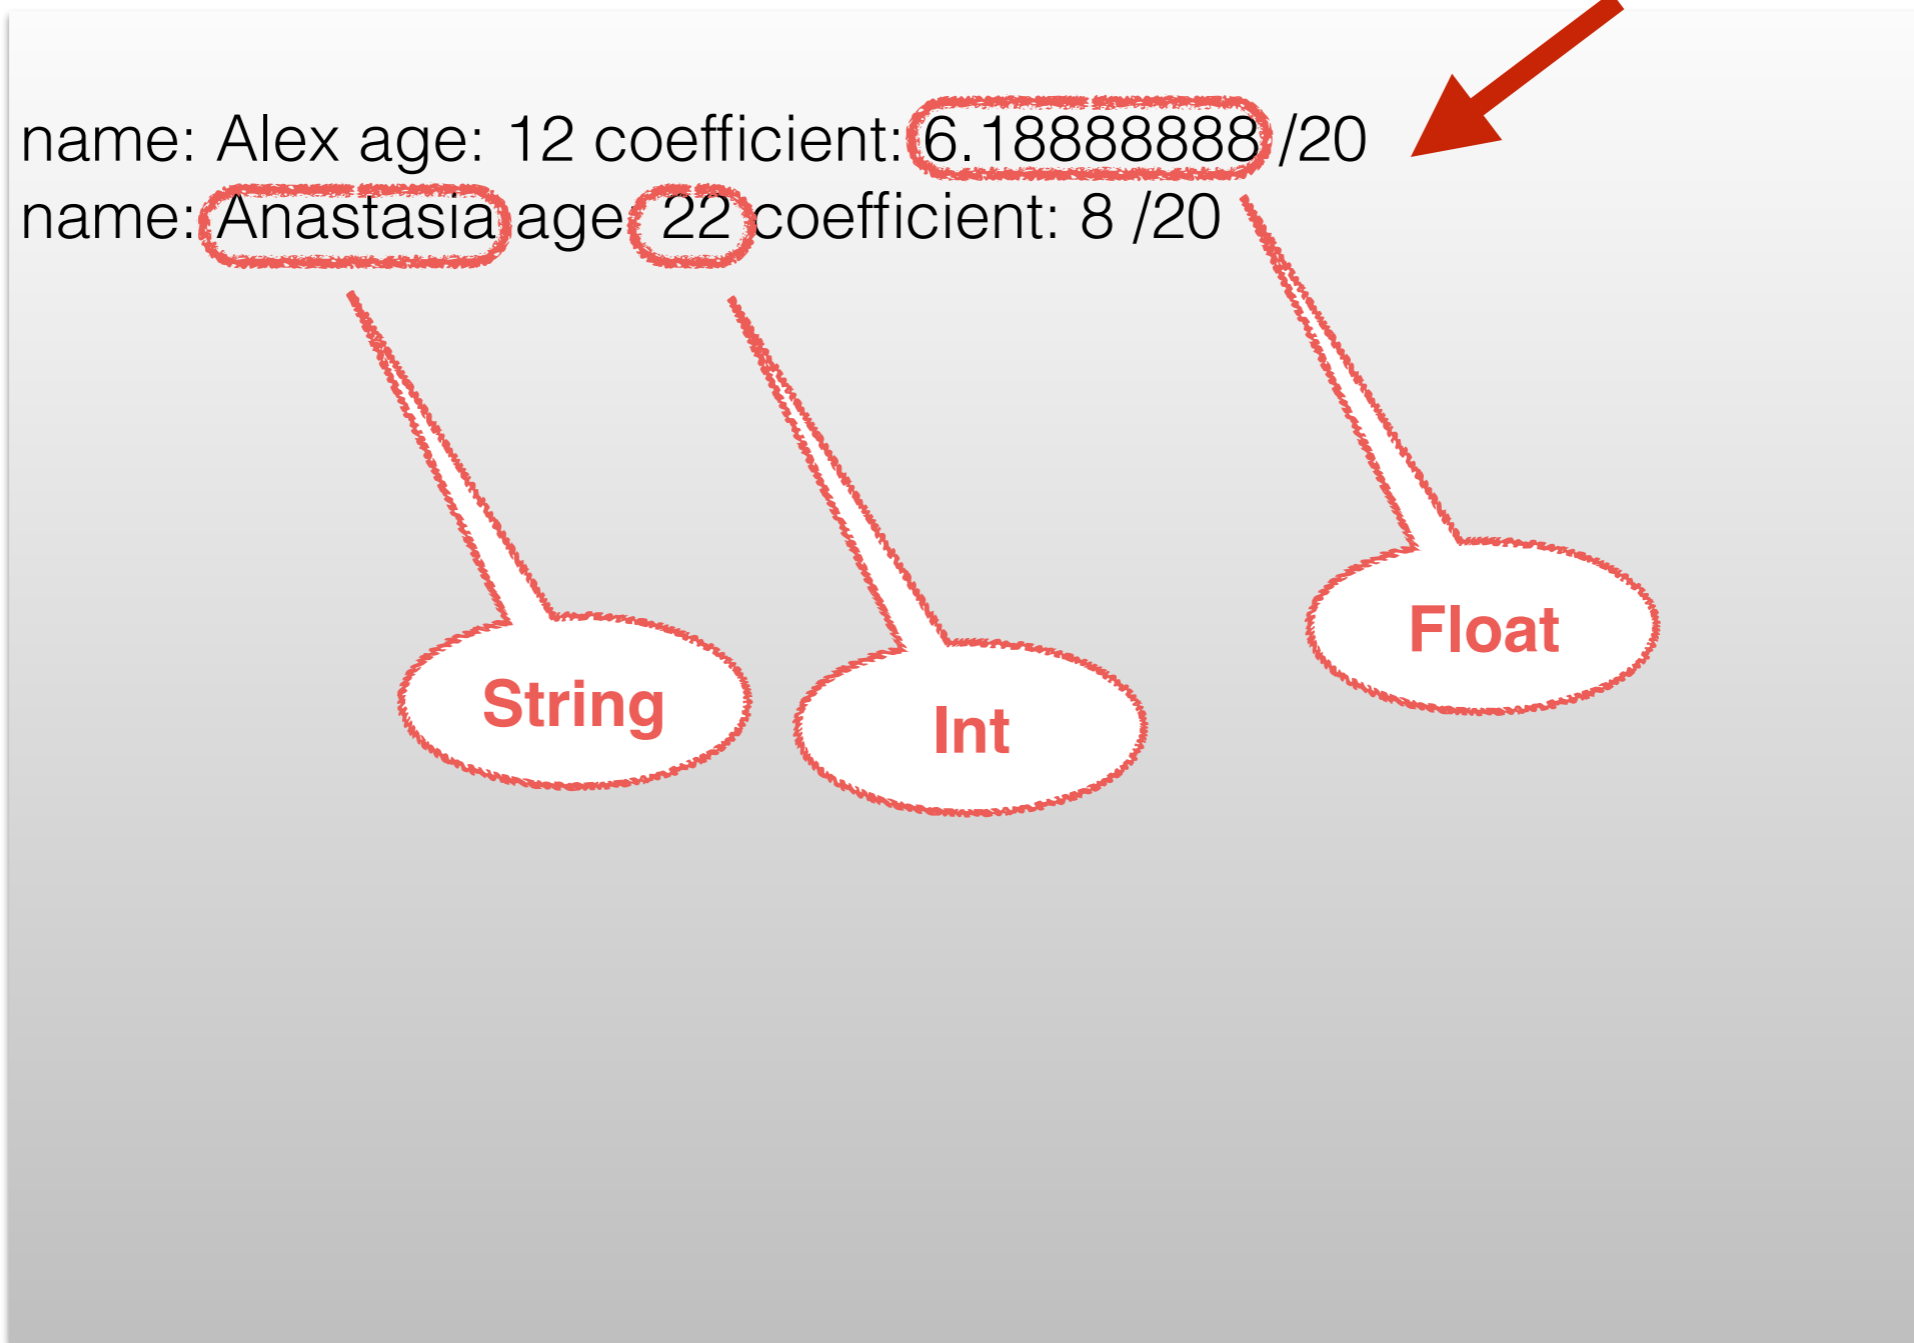 name: Alex age: 12 coefficient: 6.18888888 /20
name: Anastasia age: 22 coefficient: 8 /20
Float
String
Int